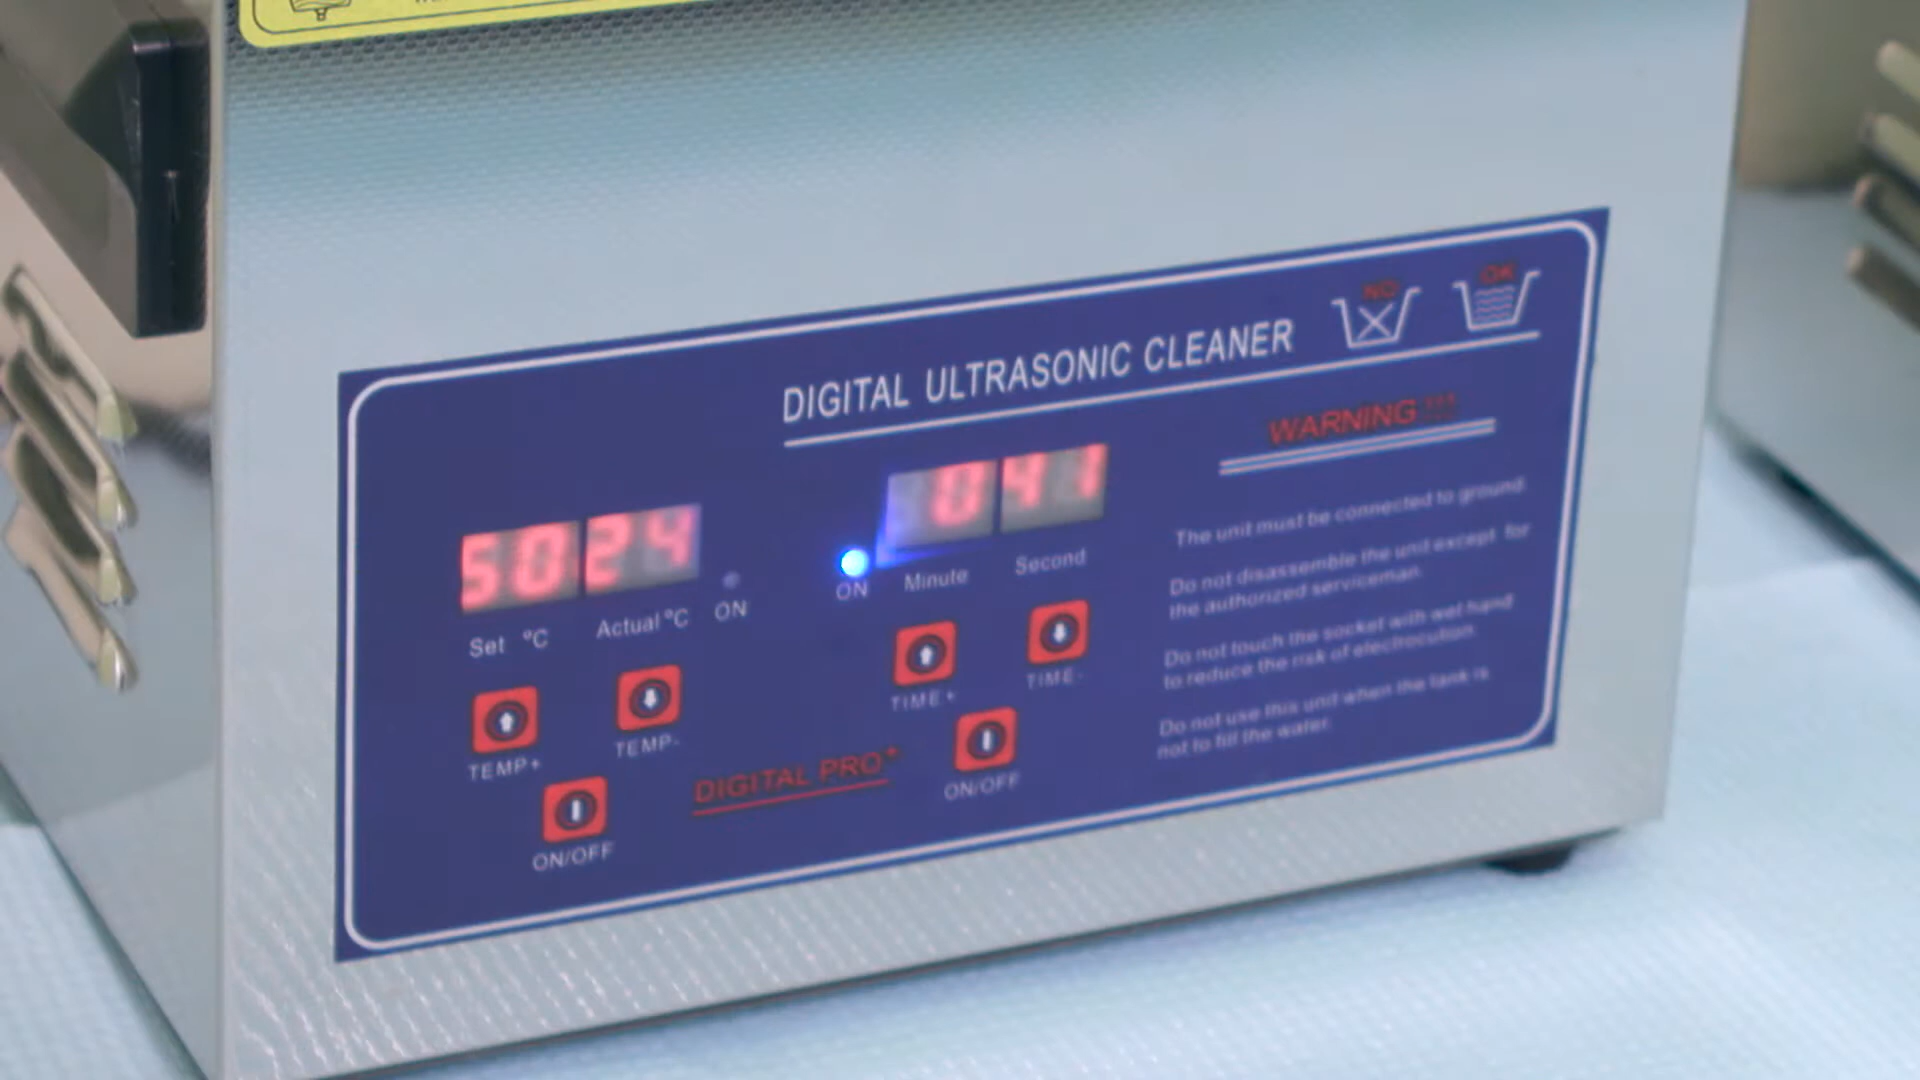 DIGITAL ULTRASONIC CLEANER
NO
OK
WARNING !!!
50 24
0 41
Set °C
Actual °C
ON
ON
Minute
Second
TEMP+
TEMP-
ON/OFF
TIME+
TIME-
ON/OFF
DIGITAL PRO+
The unit must be connected to ground.
Do not disassemble the unit except for
the authorized serviceman.
Do not touch the socket with wet hand
to reduce the risk of electrocution.
Do not use this unit when the tank is
not to fill the water.